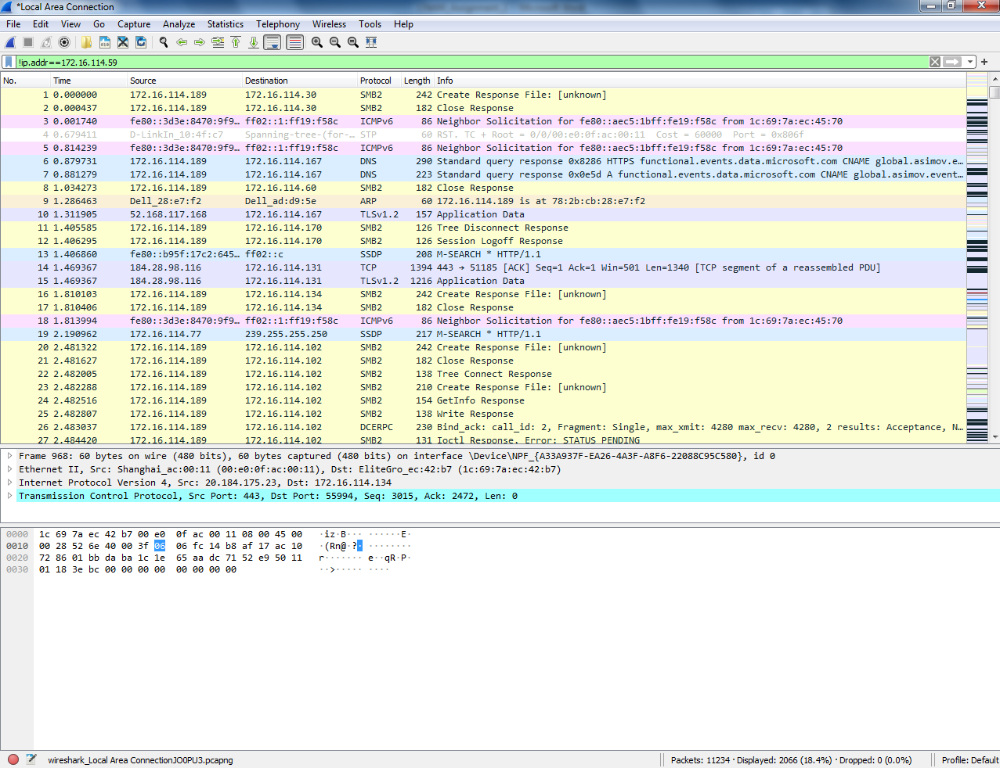 *Local Area Connection
File Edit View Go Capture Analyze Statistics Telephony Wireless Tools Help
!ip.addr==172.16.114.59
No. Time Source Destination Protocol Length Info
1 0.000000 172.16.114.189 172.16.114.30 SMB2 242 Create Response File: [unknown]
2 0.000437 172.16.114.189 172.16.114.30 SMB2 182 Close Response
3 0.001740 fe80::3d3e:8470:9f9… ff02::1:ff19:f58c ICMPv6 86 Neighbor Solicitation for fe80::aec5:1bff:fe19:f58c from 1c:69:7a:ec:45:70
4 0.679411 D-LinkIn_10:4f:c7 Spanning-tree-(for-… STP 60 RST. TC + Root = 0/0/00:e0:0f:ac:00:11 Cost = 60000 Port = 0x806f
5 0.814239 fe80::3d3e:8470:9f9… ff02::1:ff19:f58c ICMPv6 86 Neighbor Solicitation for fe80::aec5:1bff:fe19:f58c from 1c:69:7a:ec:45:70
6 0.879731 172.16.114.189 172.16.114.167 DNS 290 Standard query response 0x8286 HTTPS functional.events.data.microsoft.com CNAME global.asimov.e…
7 0.881279 172.16.114.189 172.16.114.167 DNS 223 Standard query response 0x0e5d A functional.events.data.microsoft.com CNAME global.asimov.event…
8 1.034273 172.16.114.189 172.16.114.60 SMB2 182 Close Response
9 1.286463 Dell_28:e7:f2 Dell_ad:d9:5e ARP 60 172.16.114.189 is at 78:2b:cb:28:e7:f2
10 1.311905 52.168.117.168 172.16.114.167 TLSv1.2 157 Application Data
11 1.405585 172.16.114.189 172.16.114.170 SMB2 126 Tree Disconnect Response
12 1.406295 172.16.114.189 172.16.114.170 SMB2 126 Session Logoff Response
13 1.406860 fe80::b95f:17c2:645… ff02::c SSDP 208 M-SEARCH * HTTP/1.1
14 1.469367 184.28.98.116 172.16.114.131 TCP 1394 443 → 51185 [ACK] Seq=1 Ack=1 Win=501 Len=1340 [TCP segment of a reassembled PDU]
15 1.469367 184.28.98.116 172.16.114.131 TLSv1.2 1216 Application Data
16 1.810103 172.16.114.189 172.16.114.134 SMB2 242 Create Response File: [unknown]
17 1.810406 172.16.114.189 172.16.114.134 SMB2 182 Close Response
18 1.813994 fe80::3d3e:8470:9f9… ff02::1:ff19:f58c ICMPv6 86 Neighbor Solicitation for fe80::aec5:1bff:fe19:f58c from 1c:69:7a:ec:45:70
19 2.190962 172.16.114.77 239.255.255.250 SSDP 217 M-SEARCH * HTTP/1.1
20 2.481322 172.16.114.189 172.16.114.102 SMB2 242 Create Response File: [unknown]
21 2.481627 172.16.114.189 172.16.114.102 SMB2 182 Close Response
22 2.482005 172.16.114.189 172.16.114.102 SMB2 138 Tree Connect Response
23 2.482288 172.16.114.189 172.16.114.102 SMB2 210 Create Response File: [unknown]
24 2.482516 172.16.114.189 172.16.114.102 SMB2 154 GetInfo Response
25 2.482807 172.16.114.189 172.16.114.102 SMB2 138 Write Response
26 2.483037 172.16.114.189 172.16.114.102 DCERPC 230 Bind_ack: call_id: 2, Fragment: Single, max_xmit: 4280 max_recv: 4280, 2 results: Acceptance, N…
27 2.484420 172.16.114.189 172.16.114.102 SMB2 131 Ioctl Response, Error: STATUS_PENDING
Frame 968: 60 bytes on wire (480 bits), 60 bytes captured (480 bits) on interface \Device\NPF_{A33A937F-EA26-4A3F-A8F6-22088C95C580}, id 0
Ethernet II, Src: Shanghai_ac:00:11 (00:e0:0f:ac:00:11), Dst: EliteGro_ec:42:b7 (1c:69:7a:ec:42:b7)
Internet Protocol Version 4, Src: 20.184.175.23, Dst: 172.16.114.134
Transmission Control Protocol, Src Port: 443, Dst Port: 55994, Seq: 3015, Ack: 2472, Len: 0
0000 1c 69 7a ec 42 b7 00 e0 0f ac 00 11 08 00 45 00 ·iz·B··· ······E·
0010 00 28 52 6e 40 00 3f 06 06 fc 14 b8 af 17 ac 10 ·(Rn@·?· ········
0020 72 86 01 bb da ba 1c 1e 65 aa dc 71 52 e9 50 11 r······· e··qR·P·
0030 01 18 3e bc 00 00 00 00 00 00 00 00 ··>····· ····
wireshark_Local Area ConnectionJO0PU3.pcapng Packets: 11234 · Displayed: 2066 (18.4%) · Dropped: 0 (0.0%) Profile: Default